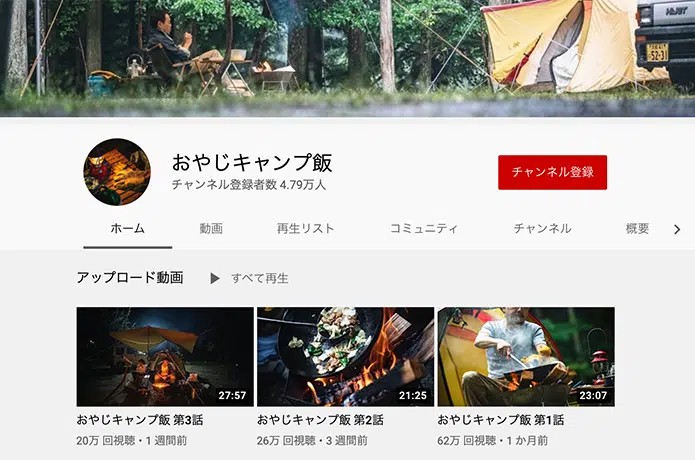 HIJET
52-31
おやじキャンプ飯
チャンネル登録者数 4.79万人
チャンネル登録
ホーム
動画
再生リスト
コミュニティ
チャンネル
概要
アップロード動画
すべて再生
27:57
21:25
23:07
おやじキャンプ飯 第3話
おやじキャンプ飯 第2話
おやじキャンプ飯 第1話
20万 回視聴・1 週間前
26万 回視聴・3 週間前
62万 回視聴・1 か月前